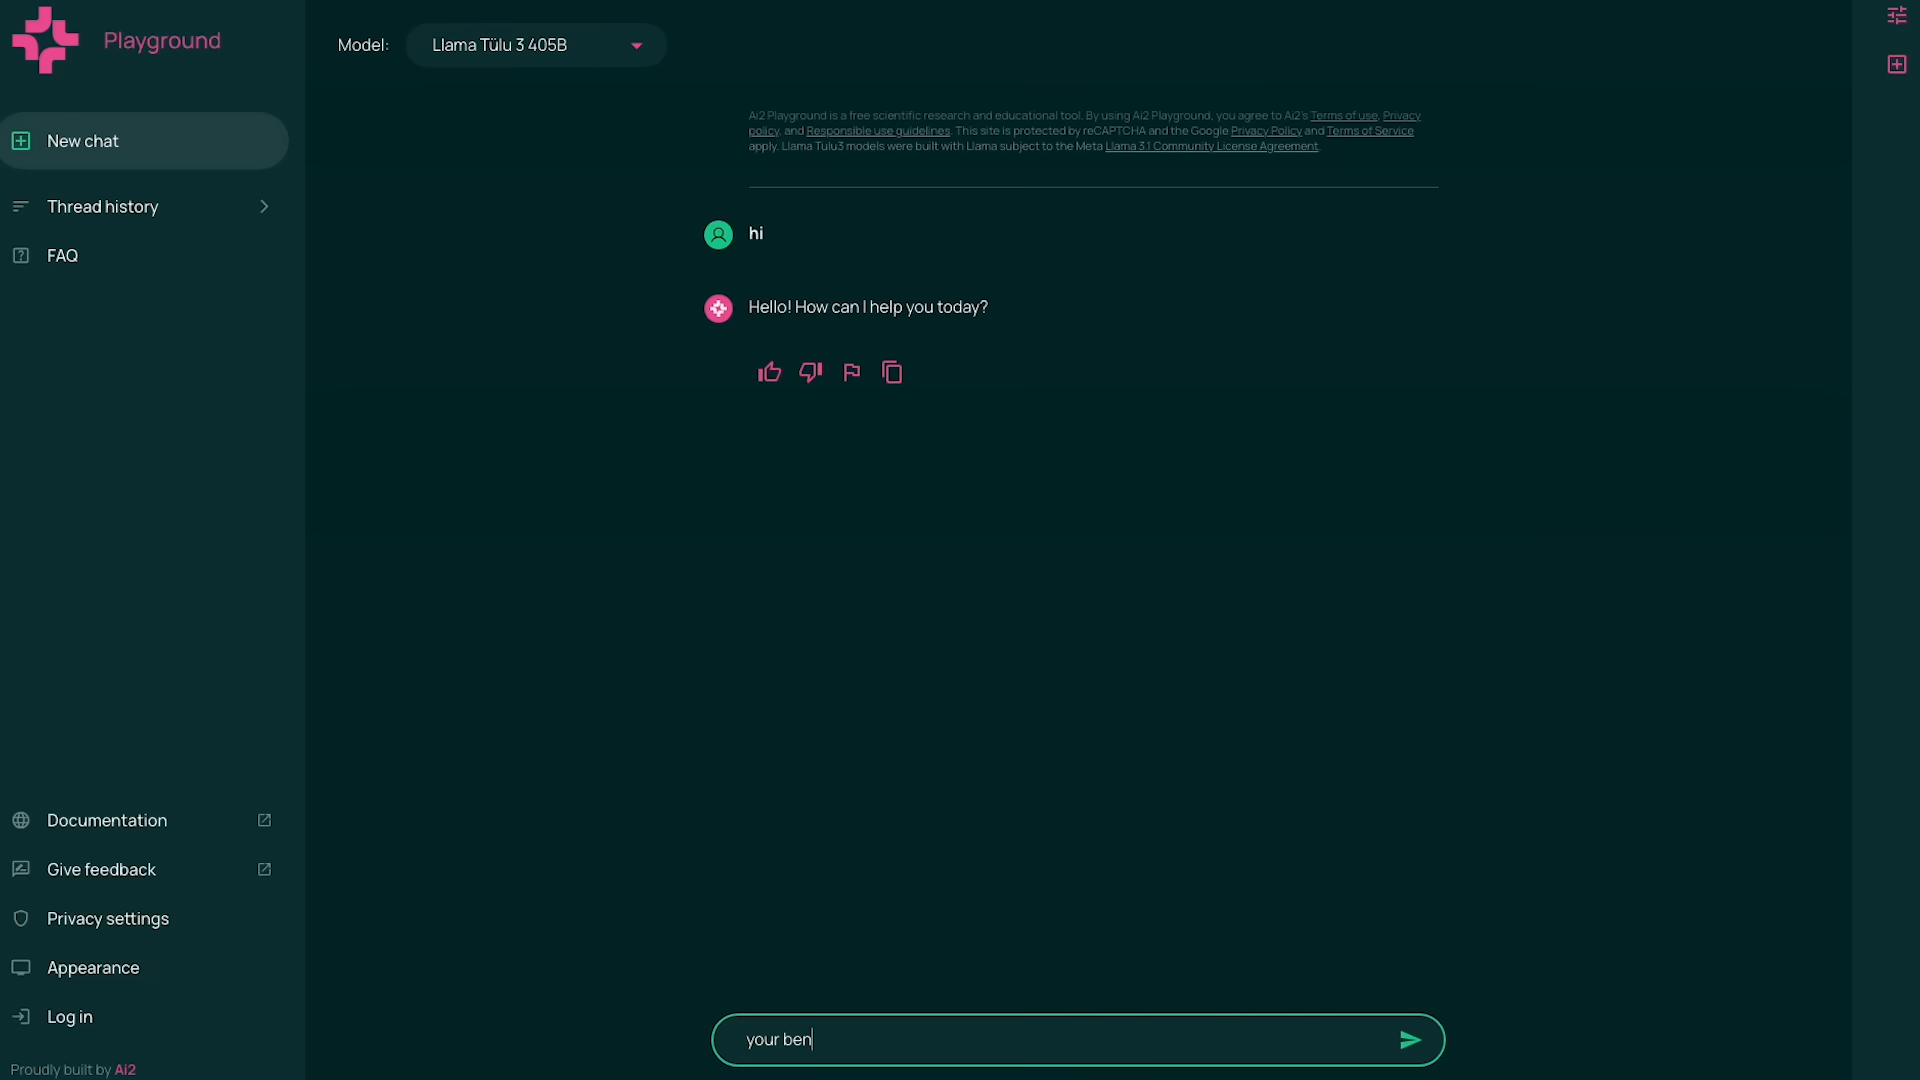 Playground
Model:
Llama Tülu 3 405B
New chat
Thread history
FAQ
Ai2 Playground is a free scientific research and educational tool. By using Ai2 Playground, you agree to Ai2's Terms of use, Privacy
policy, and Responsible use guidelines. This site is protected by reCAPTCHA and the Google Privacy Policy and Terms of Service
apply. Llama Tulu3 models were built with Llama subject to the Meta Llama 3.1 Community License Agreement.
hi
Hello! How can I help you today?
Documentation
Give feedback
Privacy settings
Appearance
Log in
Proudly built by Ai2
your ben